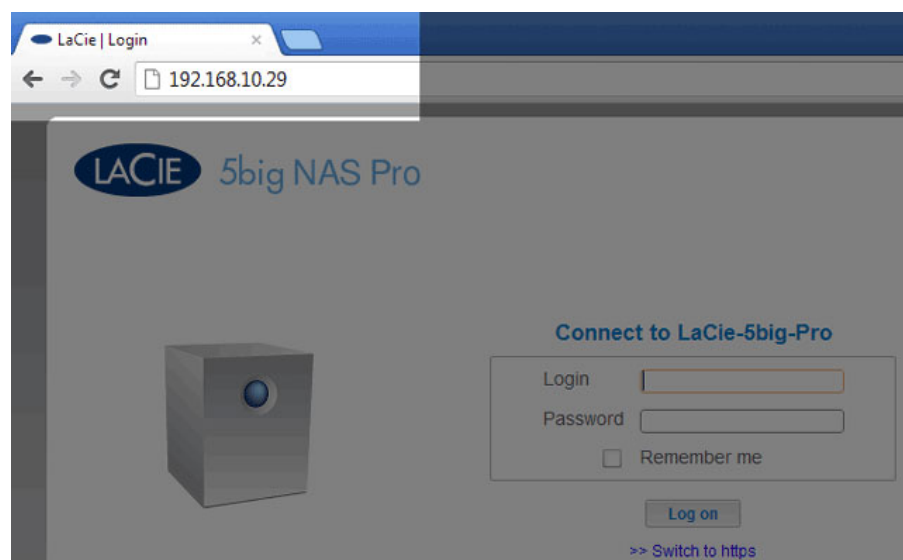 LaCie | Login
192.168.10.29
LACIE 5big NAS Pro
Connect to LaCie-5big-Pro
Login
Password
Remember me
Log on
>> Switch to https